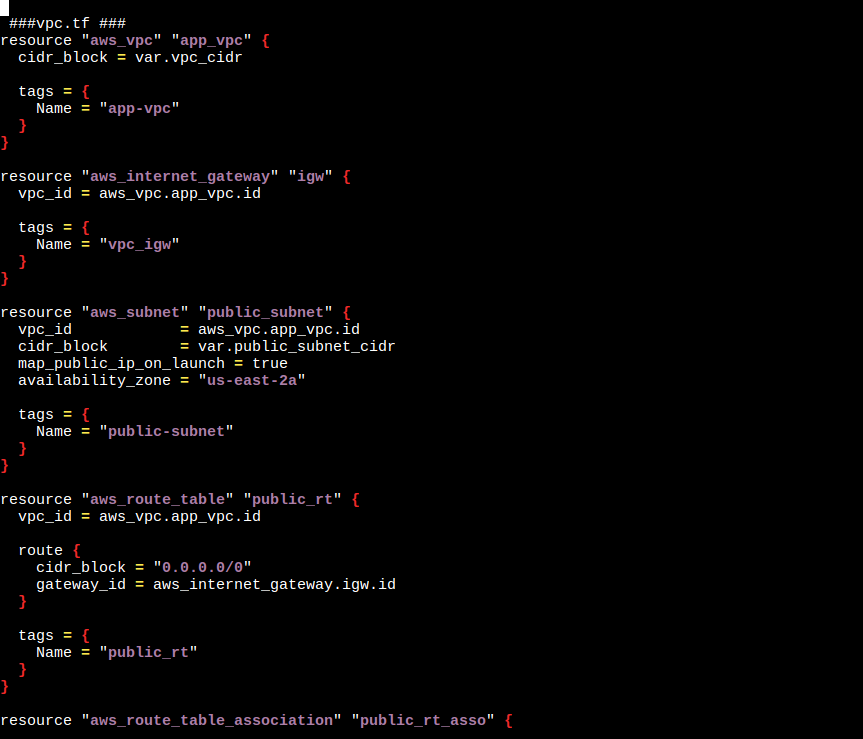 ###vpc.tf ###
resource "aws_vpc" "app_vpc" {
  cidr_block = var.vpc_cidr
  tags = {
    Name = "app-vpc"
  }
}
resource "aws_internet_gateway" "igw" {
  vpc_id = aws_vpc.app_vpc.id
  tags = {
    Name = "vpc_igw"
  }
}
resource "aws_subnet" "public_subnet" {
  vpc_id            = aws_vpc.app_vpc.id
  cidr_block        = var.public_subnet_cidr
  map_public_ip_on_launch = true
  availability_zone = "us-east-2a"
  tags = {
    Name = "public-subnet"
  }
}
resource "aws_route_table" "public_rt" {
  vpc_id = aws_vpc.app_vpc.id
  route {
    cidr_block = "0.0.0.0/0"
    gateway_id = aws_internet_gateway.igw.id
  }
  tags = {
    Name = "public_rt"
  }
}
resource "aws_route_table_association" "public_rt_asso" {